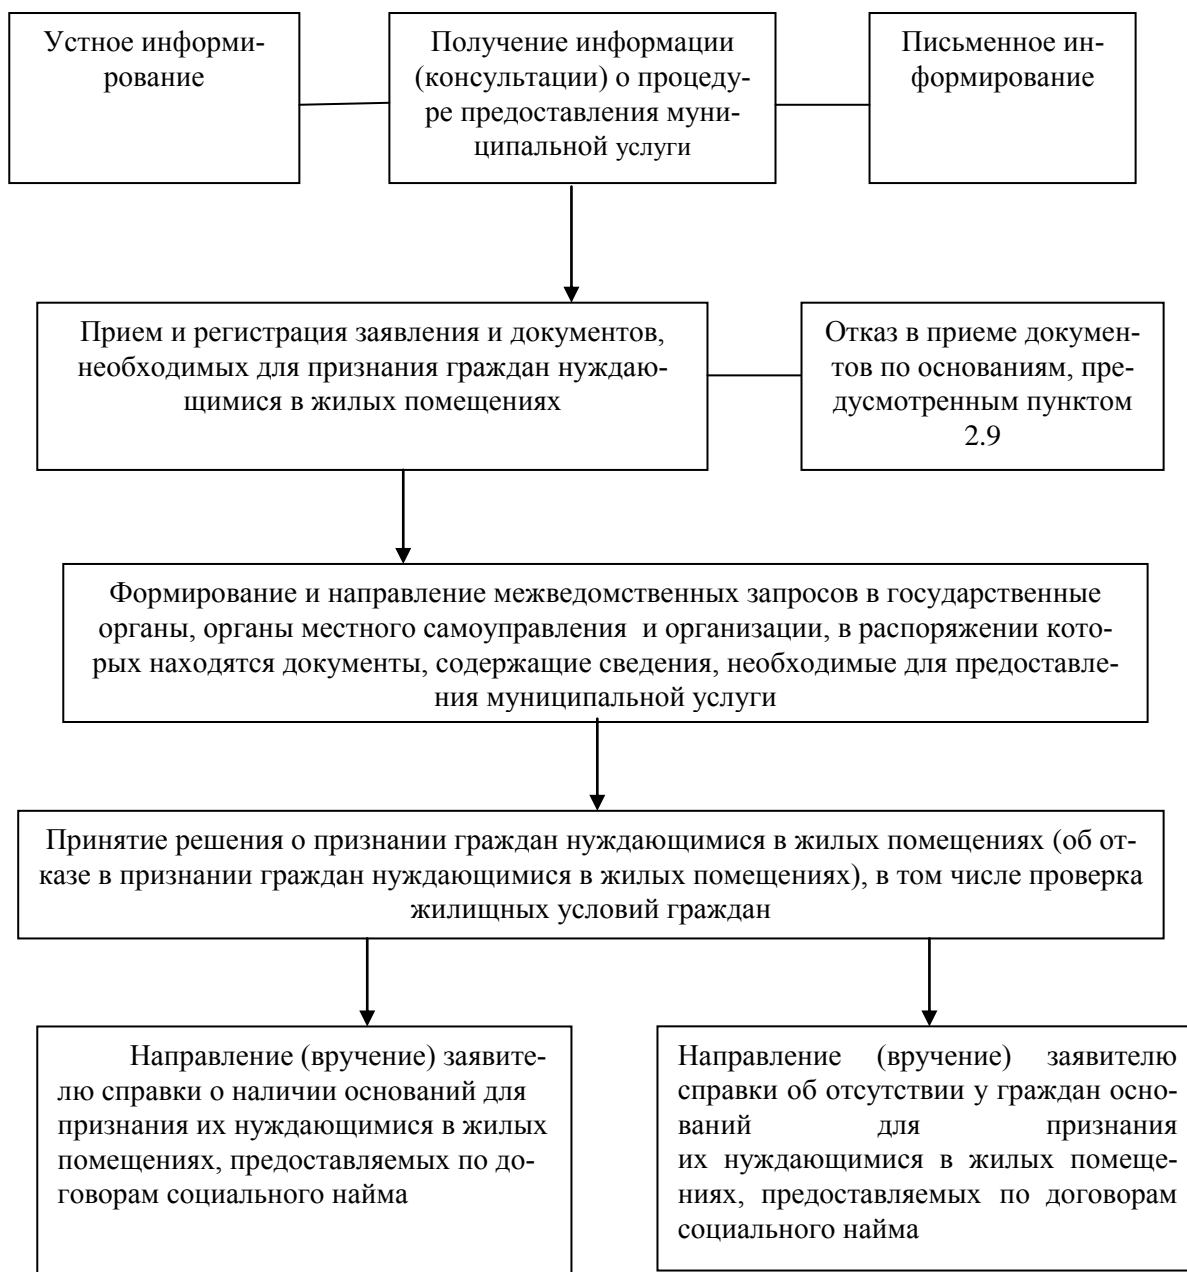 Устное информи-
рование
Получение информации
(консультации) о процеду-
ре предоставления муни-
ципальной услуги
Письменное ин-
формирование
Прием и регистрация заявления и документов,
необходимых для признания граждан нуждаю-
щимися в жилых помещениях
Отказ в приеме докумен-
тов по основаниям, пре-
дусмотренным пунктом
2.9
Формирование и направление межведомственных запросов в государственные
органы, органы местного самоуправления и организации, в распоряжении кото-
рых находятся документы, содержащие сведения, необходимые для предоставле-
ния муниципальной услуги
Принятие решения о признании граждан нуждающимися в жилых помещениях (об от-
казе в признании граждан нуждающимися в жилых помещениях), в том числе проверка
жилищных условий граждан
Направление (вручение) заявите-
лю справки о наличии оснований для
признания их нуждающимися в жилых
помещениях, предоставляемых по до-
говорам социального найма
Направление (вручение) заявителю
справки об отсутствии у граждан осно-
ваний для признания
их нуждающимися в жилых помеще-
ниях, предоставляемых по договорам
социального найма